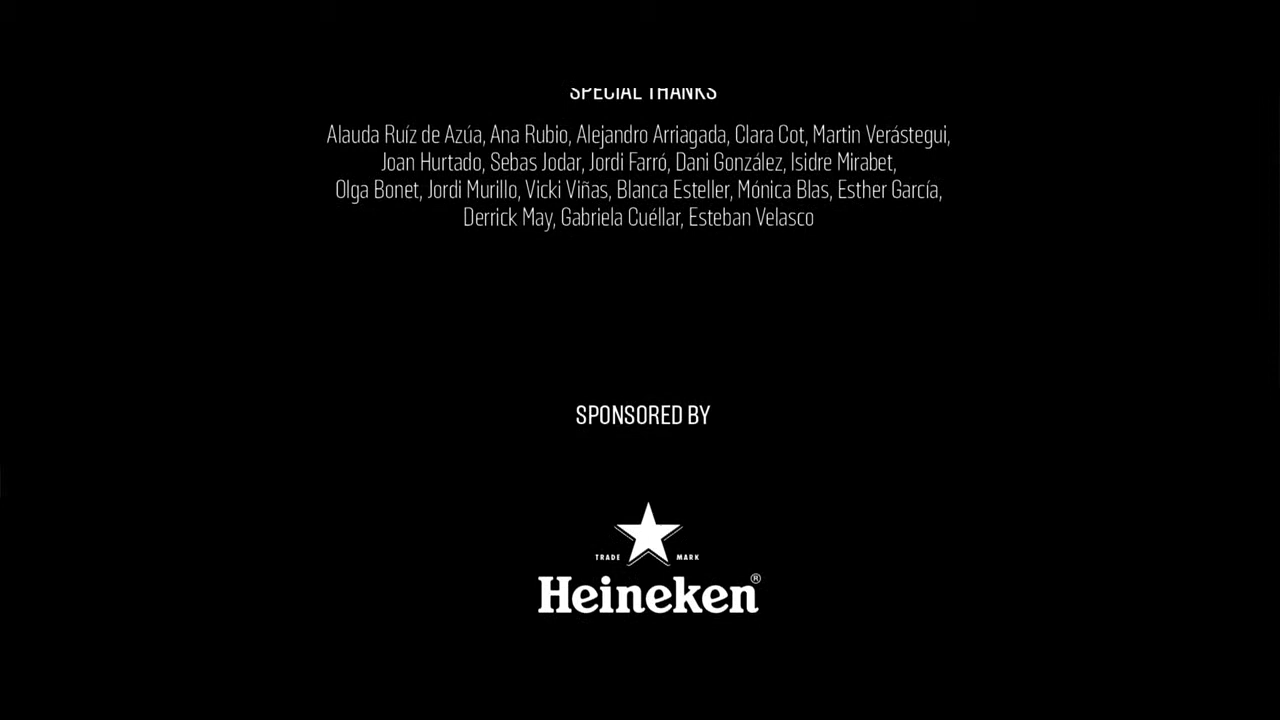 SPECIAL THANKS
Alauda Ruíz de Azúa, Ana Rubio, Alejandro Arriagada, Clara Cot, Martin Verástegui,
Joan Hurtado, Sebas Jodar, Jordi Farró, Dani González, Isidre Mirabet,
Olga Bonet, Jordi Murillo, Vicki Viñas, Blanca Esteller, Mónica Blas, Esther García,
Derrick May, Gabriela Cuéllar, Esteban Velasco
SPONSORED BY
TRADE MARK
Heineken®